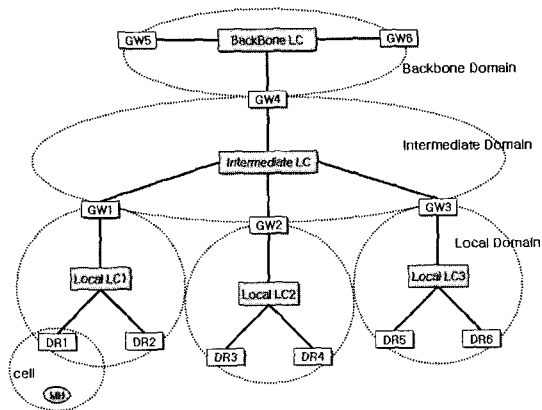 GW5
BackBone LC
GW6
Backbone Domain
GW4
Intermediate Domain
Intermediate LC
GW1
GW2
GW3
Local Domain
Local LC1
Local LC2
Local LC3
DR1
DR2
DR3
DR4
DR5
DR6
cell
MH